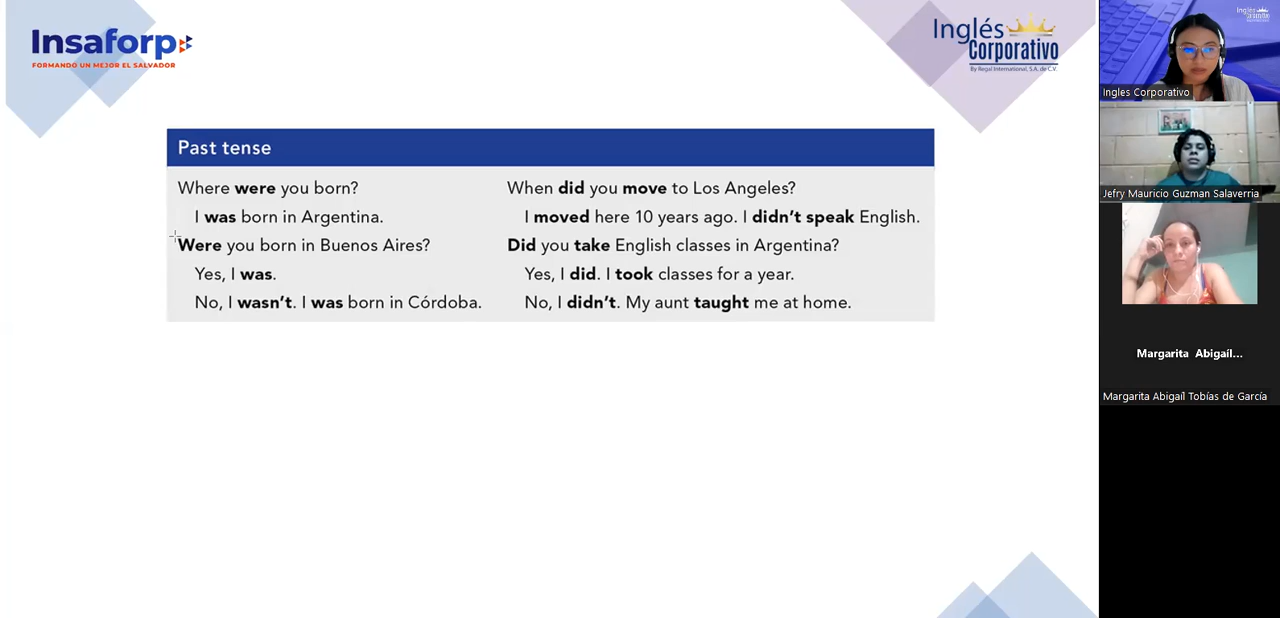 Insaforp
FORMANDO UN MEJOR EL SALVADOR
Inglés
Corporativo
By Regal International, S.A. de C.V.
Past tense
Where were you born?
I was born in Argentina.
Were you born in Buenos Aires?
Yes, I was.
No, I wasn't. I was born in Córdoba.
When did you move to Los Angeles?
I moved here 10 years ago. I didn't speak English.
Did you take English classes in Argentina?
Yes, I did. I took classes for a year.
No, I didn't. My aunt taught me at home.
Inglés
Ingles Corporativo
Jefry Mauricio Guzman Salaverria
Margarita Abigaíl...
Margarita Abigaíl Tobías de García